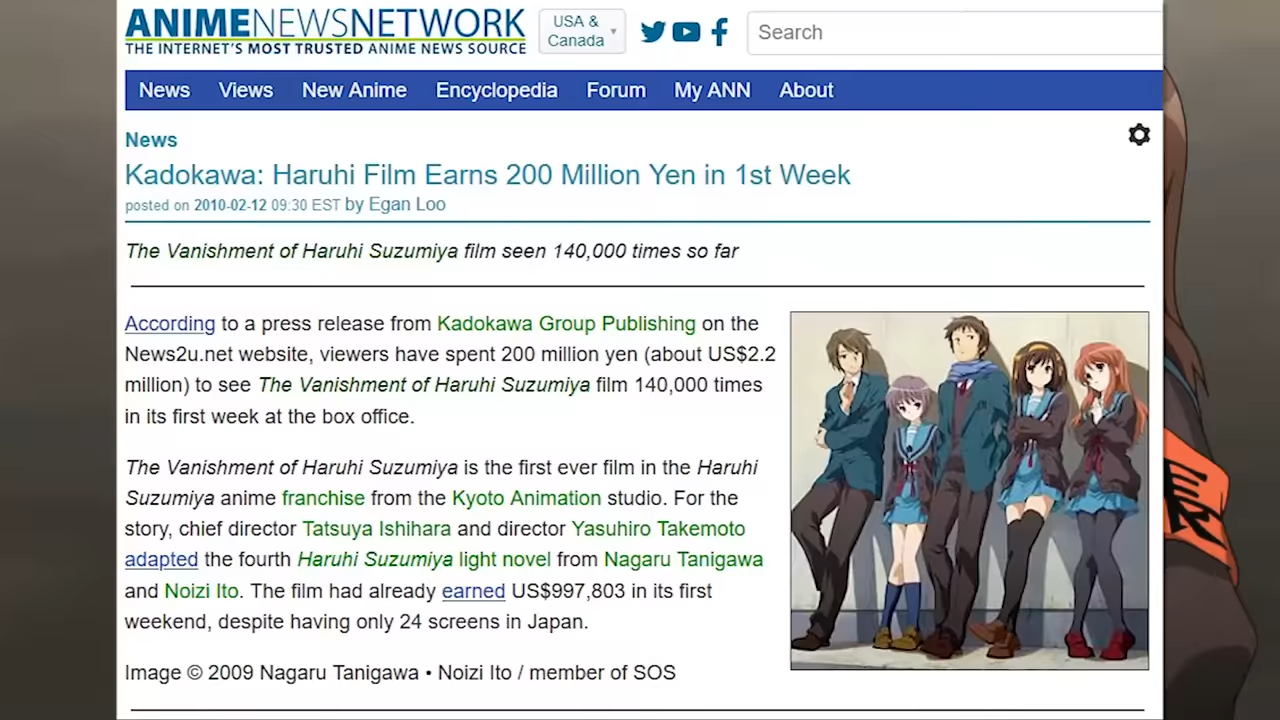 ANIMENEWSNETWORK
THE INTERNET'S MOST TRUSTED ANIME NEWS SOURCE
USA &
Canada
Search
News Views New Anime Encyclopedia Forum My ANN About
News
Kadokawa: Haruhi Film Earns 200 Million Yen in 1st Week
posted on 2010-02-12 09:30 EST by Egan Loo
The Vanishment of Haruhi Suzumiya film seen 140,000 times so far
According to a press release from Kadokawa Group Publishing on the
News2u.net website, viewers have spent 200 million yen (about US$2.2
million) to see The Vanishment of Haruhi Suzumiya film 140,000 times
in its first week at the box office.
The Vanishment of Haruhi Suzumiya is the first ever film in the Haruhi
Suzumiya anime franchise from the Kyoto Animation studio. For the
story, chief director Tatsuya Ishihara and director Yasuhiro Takemoto
adapted the fourth Haruhi Suzumiya light novel from Nagaru Tanigawa
and Noizi Ito. The film had already earned US$997,803 in its first
weekend, despite having only 24 screens in Japan.
Image © 2009 Nagaru Tanigawa • Noizi Ito / member of SOS